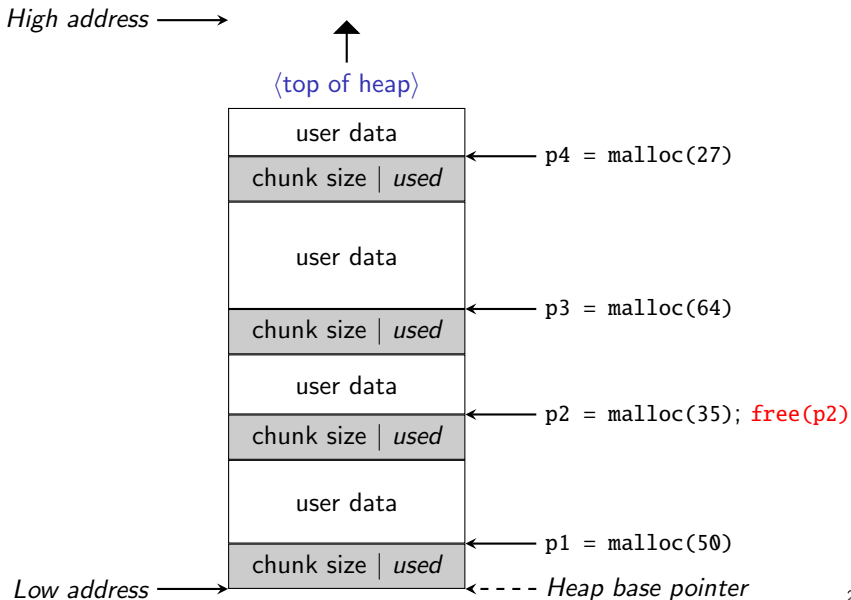 High address
⟨top of heap⟩
user data
p4 = malloc(27)
chunk size | used
user data
p3 = malloc(64)
chunk size | used
user data
p2 = malloc(35); free(p2)
chunk size | used
user data
p1 = malloc(50)
chunk size | used
Low address
Heap base pointer